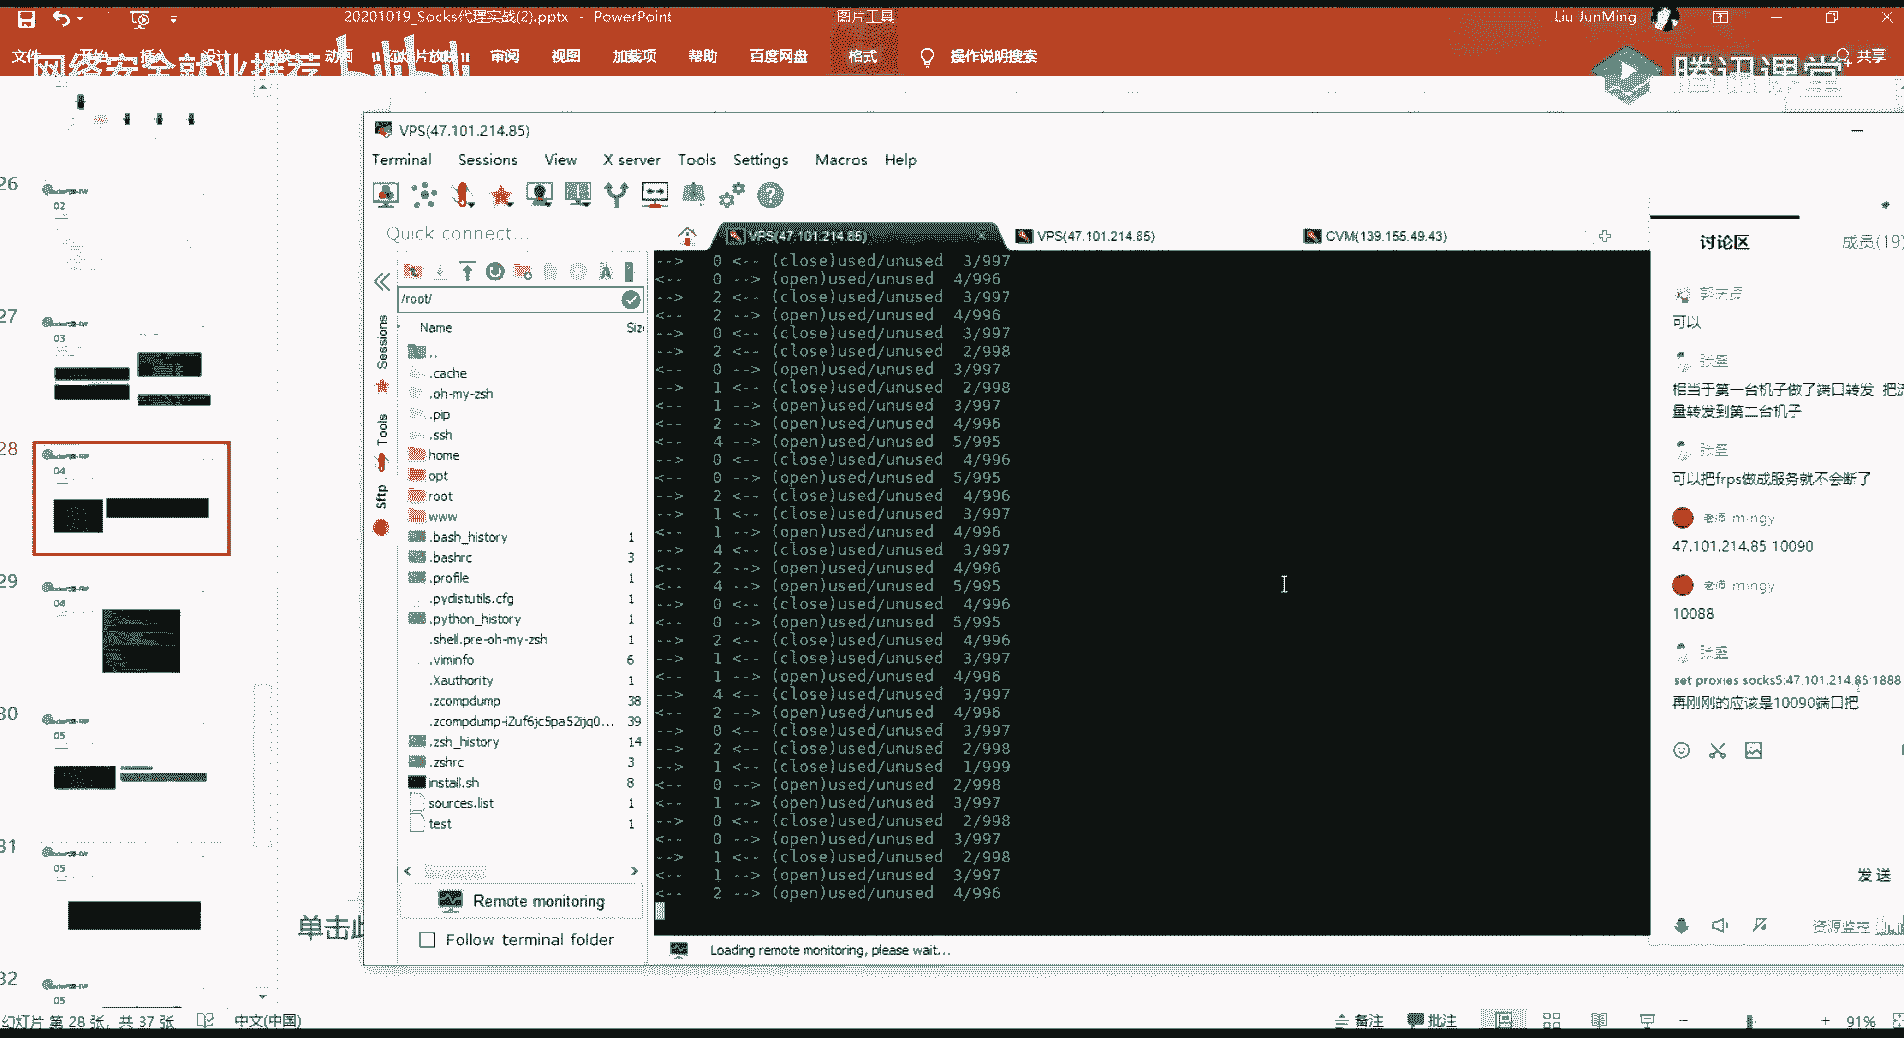 20201019_Socks代理实战(2).pptx - PowerPoint
图片工具
Liu JunMing
文件
动画
审阅
视图
加载项
帮助
百度网盘
格式
操作说明搜索
共享
网络安全就业推荐
bilibili
腾讯课堂
26
02
27
03
28
04
29
04
30
05
31
05
32
05
单击此
VPS(47.101.214.85)
Terminal Sessions View X server Tools Settings Macros Help
Quick connect...
VPS(47.101.214.85)
VPS(47.101.214.85)
CVM(139.155.49.43)
/root/
Sessions
Tools
Sftp
Name
..
.cache
.oh-my-zsh
.pip
.ssh
home
opt
root
www
.bash_history 1
.bashrc 3
.profile 1
.pydistutils.cfg 1
.python_history 1
.shell.pre-oh-my-zsh 1
.viminfo 6
.Xauthority 1
.zcompdump 38
.zcompdump-iZuf6jc5pa52ijq0... 39
.zsh_history 14
.zshrc 3
install.sh 8
sources.list 1
test 1
Remote monitoring
Follow terminal folder
--> 0 <-- (close)used/unused 3/997
<-- 0 --> (open)used/unused 4/996
--> 2 <-- (close)used/unused 3/997
<-- 2 --> (open)used/unused 4/996
--> 0 <-- (close)used/unused 3/997
--> 2 <-- (close)used/unused 2/998
<-- 0 --> (open)used/unused 3/997
--> 1 <-- (close)used/unused 2/998
<-- 1 --> (open)used/unused 3/997
<-- 2 --> (open)used/unused 4/996
<-- 4 --> (open)used/unused 5/995
--> 0 <-- (close)used/unused 4/996
<-- 0 --> (open)used/unused 5/995
--> 2 <-- (close)used/unused 4/996
--> 1 <-- (close)used/unused 3/997
<-- 1 --> (open)used/unused 4/996
--> 4 <-- (close)used/unused 3/997
<-- 2 --> (open)used/unused 4/996
<-- 4 --> (open)used/unused 5/995
--> 0 <-- (close)used/unused 4/996
<-- 0 --> (open)used/unused 5/995
--> 2 <-- (close)used/unused 4/996
--> 1 <-- (close)used/unused 3/997
<-- 1 --> (open)used/unused 4/996
--> 4 <-- (close)used/unused 3/997
<-- 2 --> (open)used/unused 4/996
--> 0 <-- (close)used/unused 3/997
--> 2 <-- (close)used/unused 2/998
--> 1 <-- (close)used/unused 1/999
<-- 0 --> (open)used/unused 2/998
<-- 1 --> (open)used/unused 3/997
--> 0 <-- (close)used/unused 2/998
<-- 0 --> (open)used/unused 3/997
--> 1 <-- (close)used/unused 2/998
<-- 1 --> (open)used/unused 3/997
<-- 2 --> (open)used/unused 4/996
Loading remote monitoring, please wait...
讨论区
成员(19)
可以
相当于第一台机子做了端口转发 把流
量转发到第二台机子
可以把frps做成服务就不会断了
老师 mingy
47.101.214.85 10090
老师 mingy
10088
set proxies socks5:47.101.214.85:1888
再刚刚的应该是10090端口把
发送
资源监控
幻灯片 第 28 张, 共 37 张
中文(中国)
备注
批注
91%